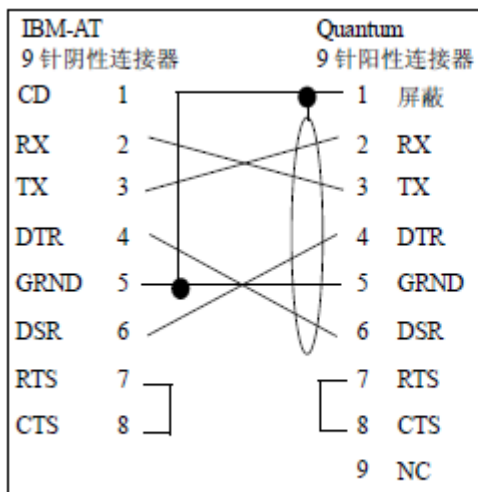 IBM-AT Quantum
9 针阴性连接器 9 针阳性连接器
CD 1 1 屏蔽
RX 2 2 RX
TX 3 3 TX
DTR 4 4 DTR
GRND 5 5 GRND
DSR 6 6 DSR
RTS 7 7 RTS
CTS 8 8 CTS
9 NC